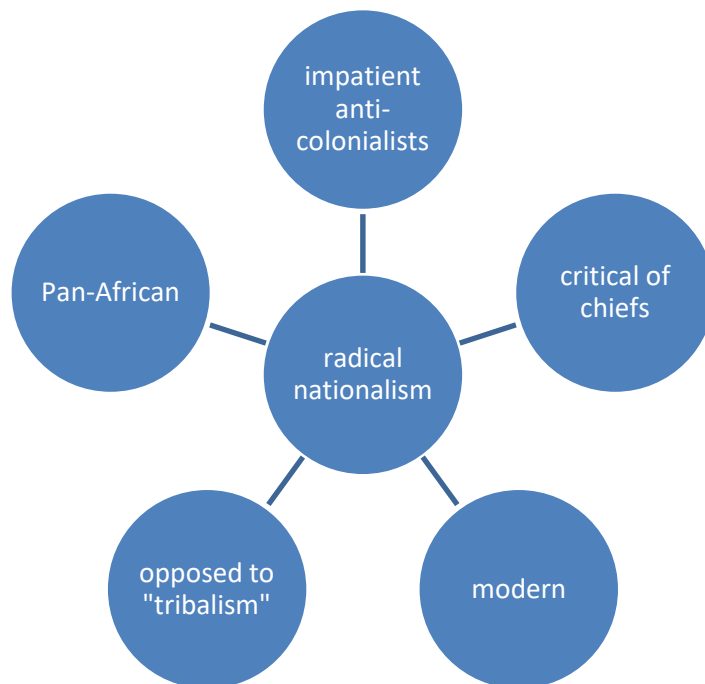 impatient
anti-
colonialists
critical of
chiefs
modern
opposed to
"tribalism"
Pan-African
radical
nationalism